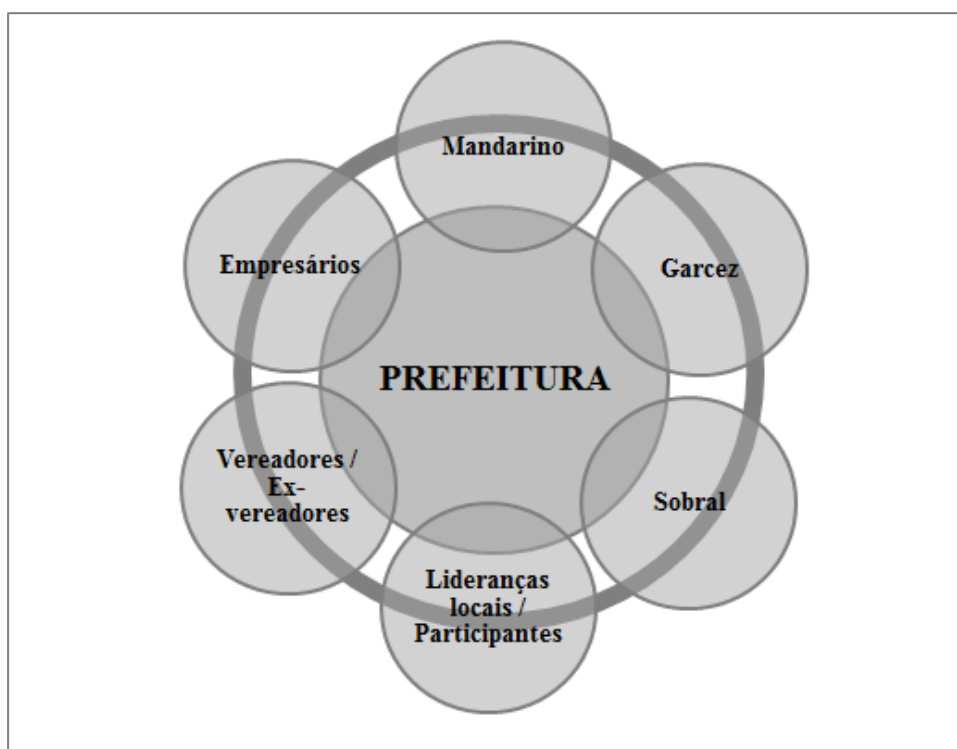 Mandarino
Empresários
Garcez
PREFEITURA
Vereadores /
Ex-
vereadores
Sobral
Lideranças
locais /
Participantes